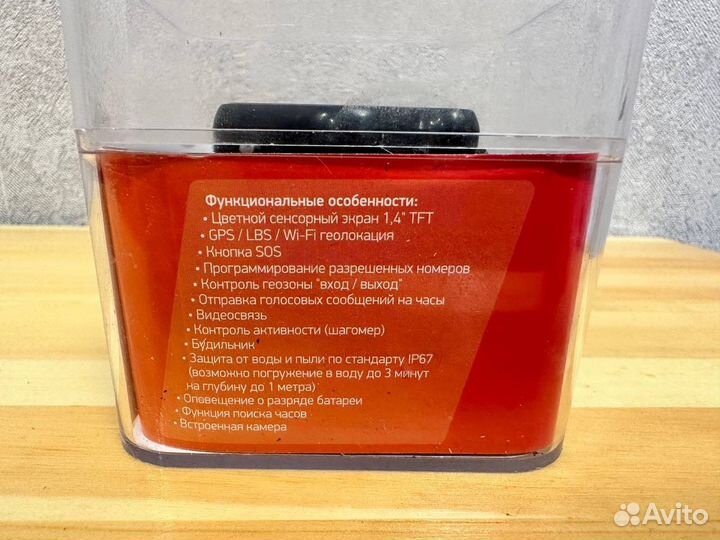 Функциональные особенности:
• Цветной сенсорный экран 1,4" TFT
• GPS / LBS / Wi-Fi геолокация
• Кнопка SOS
• Программирование разрешенных номеров
• Контроль геозоны "вход / выход"
• Отправка голосовых сообщений на часы
• Видеосвязь
• Контроль активности (шагомер)
• Будильник
• Защита от воды и пыли по стандарту IP67
(возможно погружение в воду до 3 минут
на глубину до 1 метра)
• Оповещение о разряде батареи
• Функция поиска часов
• Встроенная камера
Avito